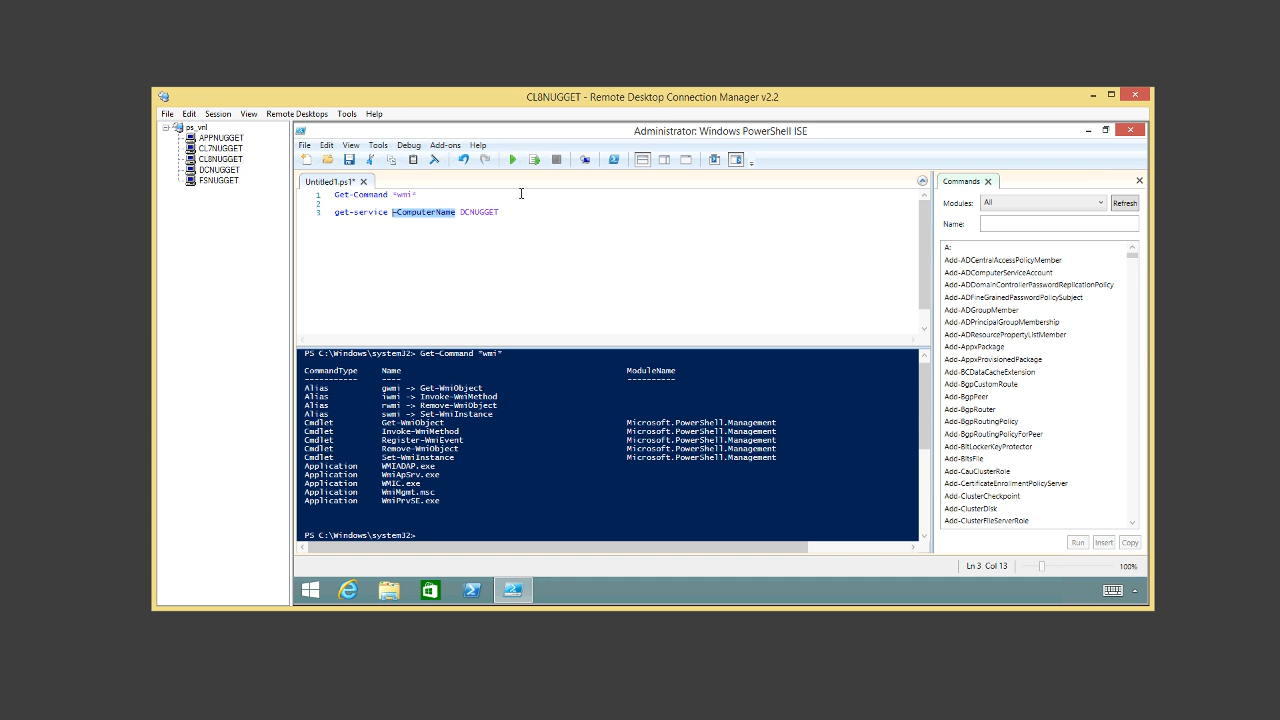 CL8NUGGET - Remote Desktop Connection Manager v2.2
File Edit Session View Remote Desktops Tools Help
ps_vnl
APPNUGGET
CL7NUGGET
CL8NUGGET
DCNUGGET
FSNUGGET
Administrator: Windows PowerShell ISE
File Edit View Tools Debug Add-ons Help
Untitled1.ps1*
1 Get-Command *wmi*
2
3 get-service -ComputerName DCNUGGET
PS C:\Windows\system32> Get-Command *wmi*
CommandType Name ModuleName
----------- ---- ----------
Alias gwmi -> Get-WmiObject
Alias iwmi -> Invoke-WmiMethod
Alias rwmi -> Remove-WmiObject
Alias swmi -> Set-WmiInstance
Cmdlet Get-WmiObject Microsoft.PowerShell.Management
Cmdlet Invoke-WmiMethod Microsoft.PowerShell.Management
Cmdlet Register-WmiEvent Microsoft.PowerShell.Management
Cmdlet Remove-WmiObject Microsoft.PowerShell.Management
Cmdlet Set-WmiInstance Microsoft.PowerShell.Management
Application WMIADAP.exe
Application WmiApSrv.exe
Application WMIC.exe
Application WmiMgmt.msc
Application WmiPrvSE.exe
PS C:\Windows\system32>
Commands
Modules: All Refresh
Name:
A:
Add-ADCentralAccessPolicyMember
Add-ADComputerServiceAccount
Add-ADDomainControllerPasswordReplicationPolicy
Add-ADFineGrainedPasswordPolicySubject
Add-ADGroupMember
Add-ADPrincipalGroupMembership
Add-ADResourcePropertyListMember
Add-AppxPackage
Add-AppxProvisionedPackage
Add-BCDataCacheExtension
Add-BgpCustomRoute
Add-BgpPeer
Add-BgpRouter
Add-BgpRoutingPolicy
Add-BgpRoutingPolicyForPeer
Add-BitLockerKeyProtector
Add-BitsFile
Add-CauClusterRole
Add-CertificateEnrollmentPolicyServer
Add-ClusterCheckpoint
Add-ClusterDisk
Add-ClusterFileServerRole
Run Insert Copy
Ln 3 Col 13 100%